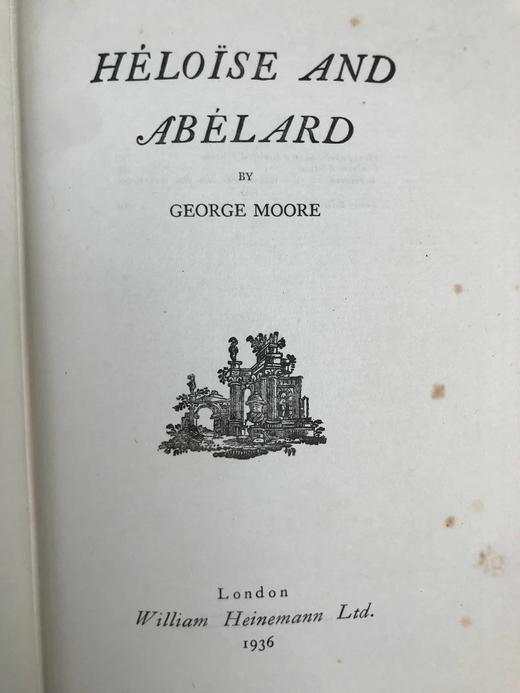 HÉLOÏSE AND
ABÉLARD
BY
GEORGE MOORE
London
William Heinemann Ltd.
1936